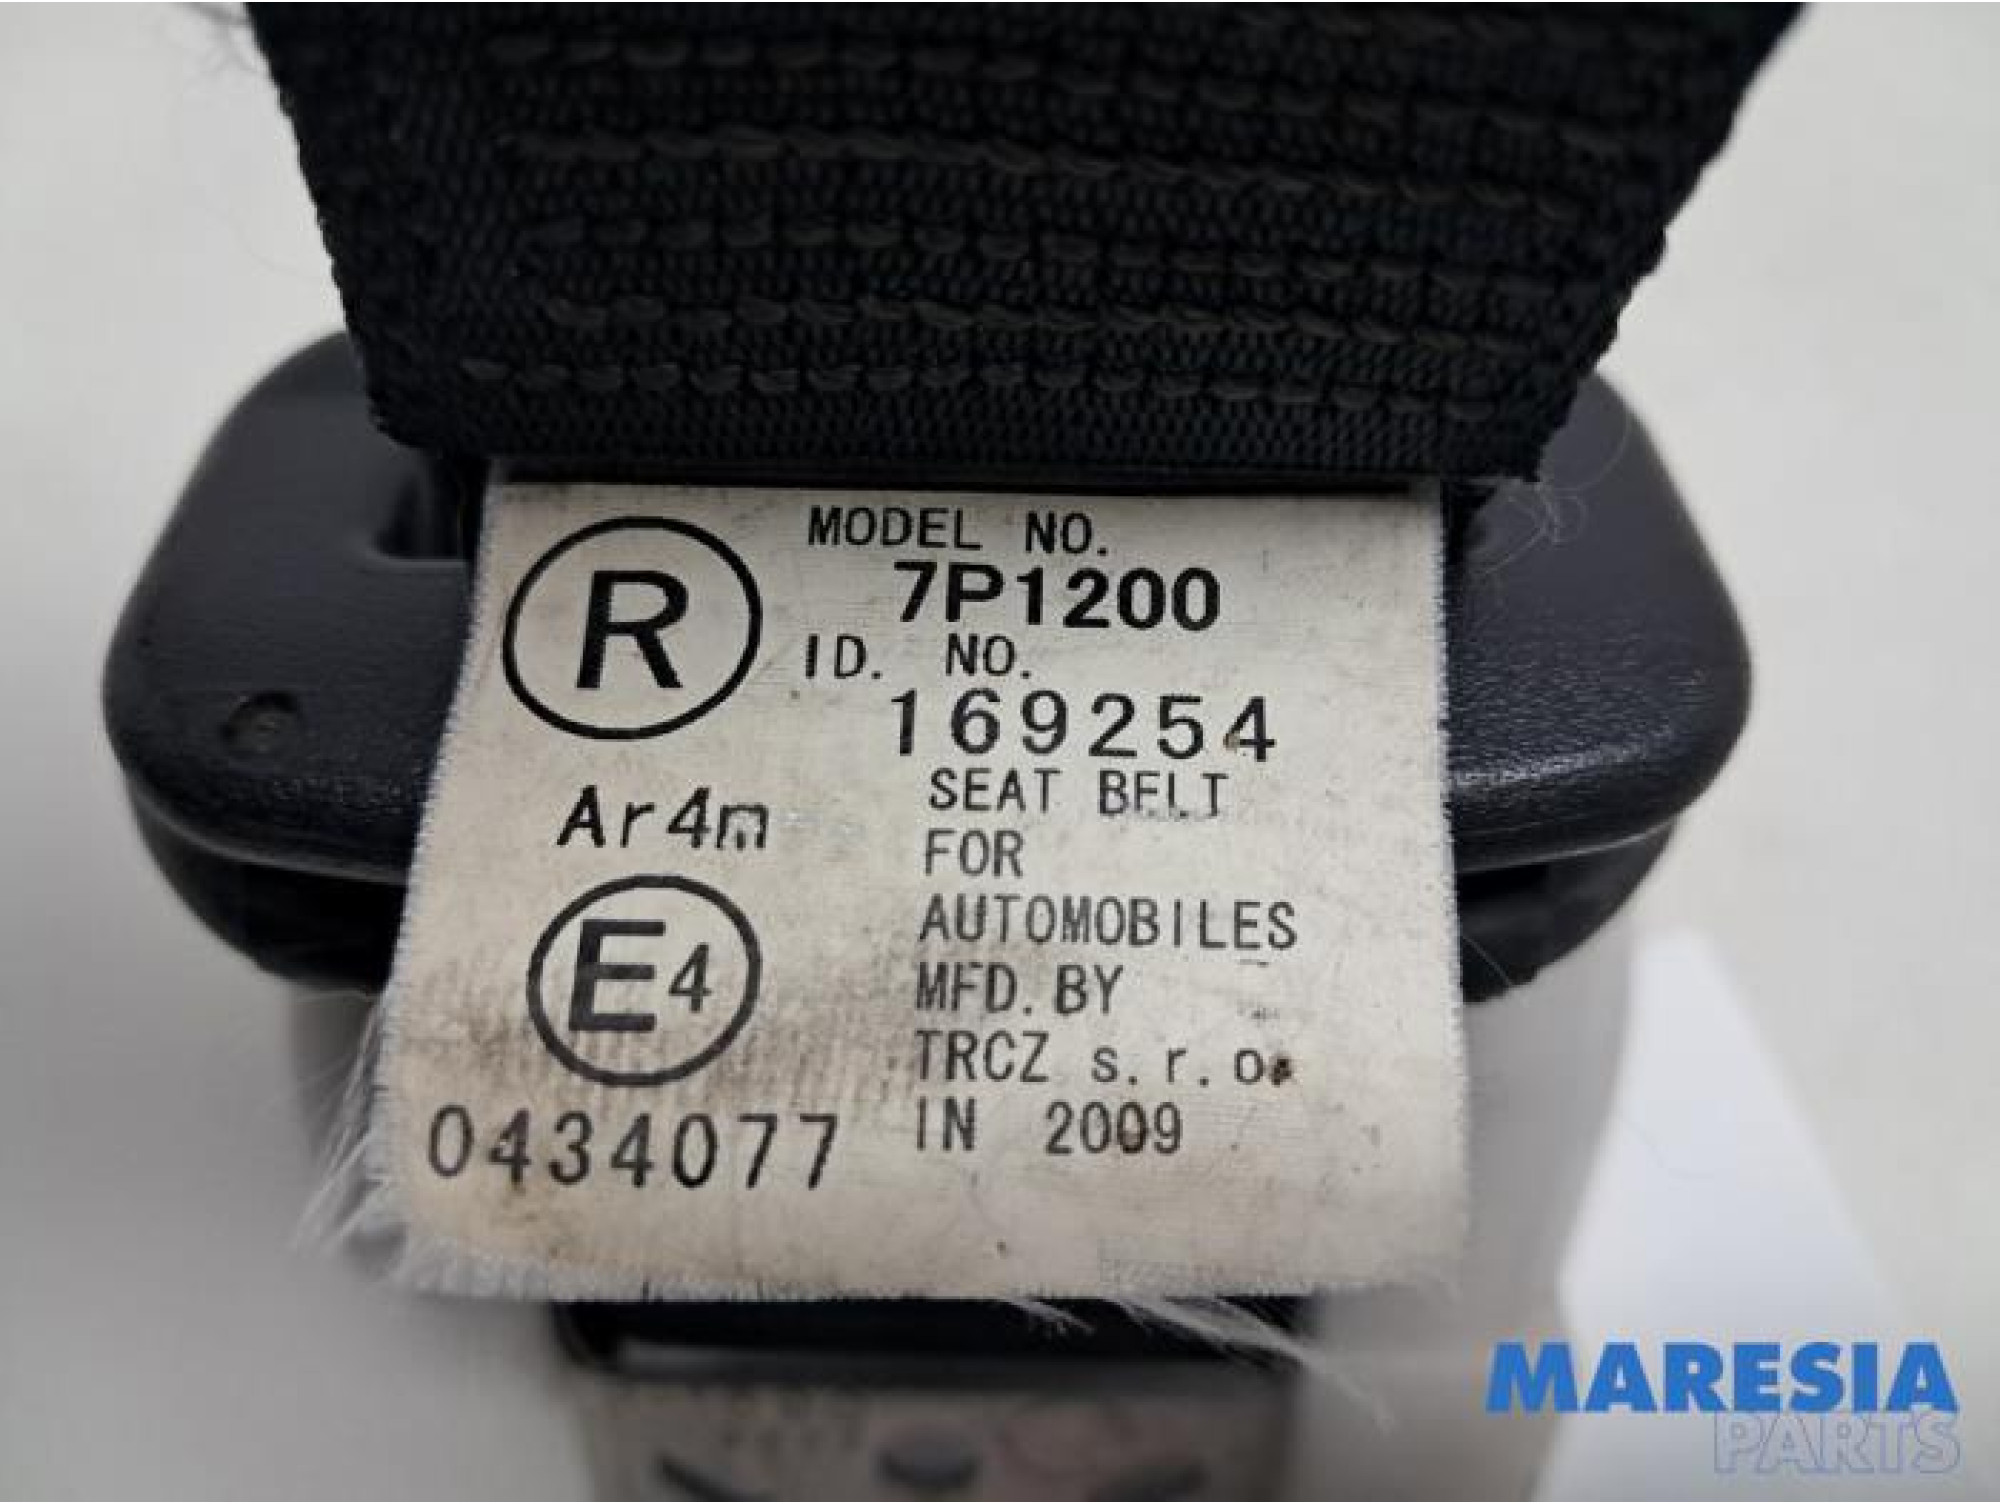 R
MODEL NO.
7P1200
ID. NO.
169254
Ar4m
SEAT BELT
FOR
E4
AUTOMOBILES
MFD. BY
TRCZ s.r.o.
0434077
IN 2009
MARESIA
PARTS